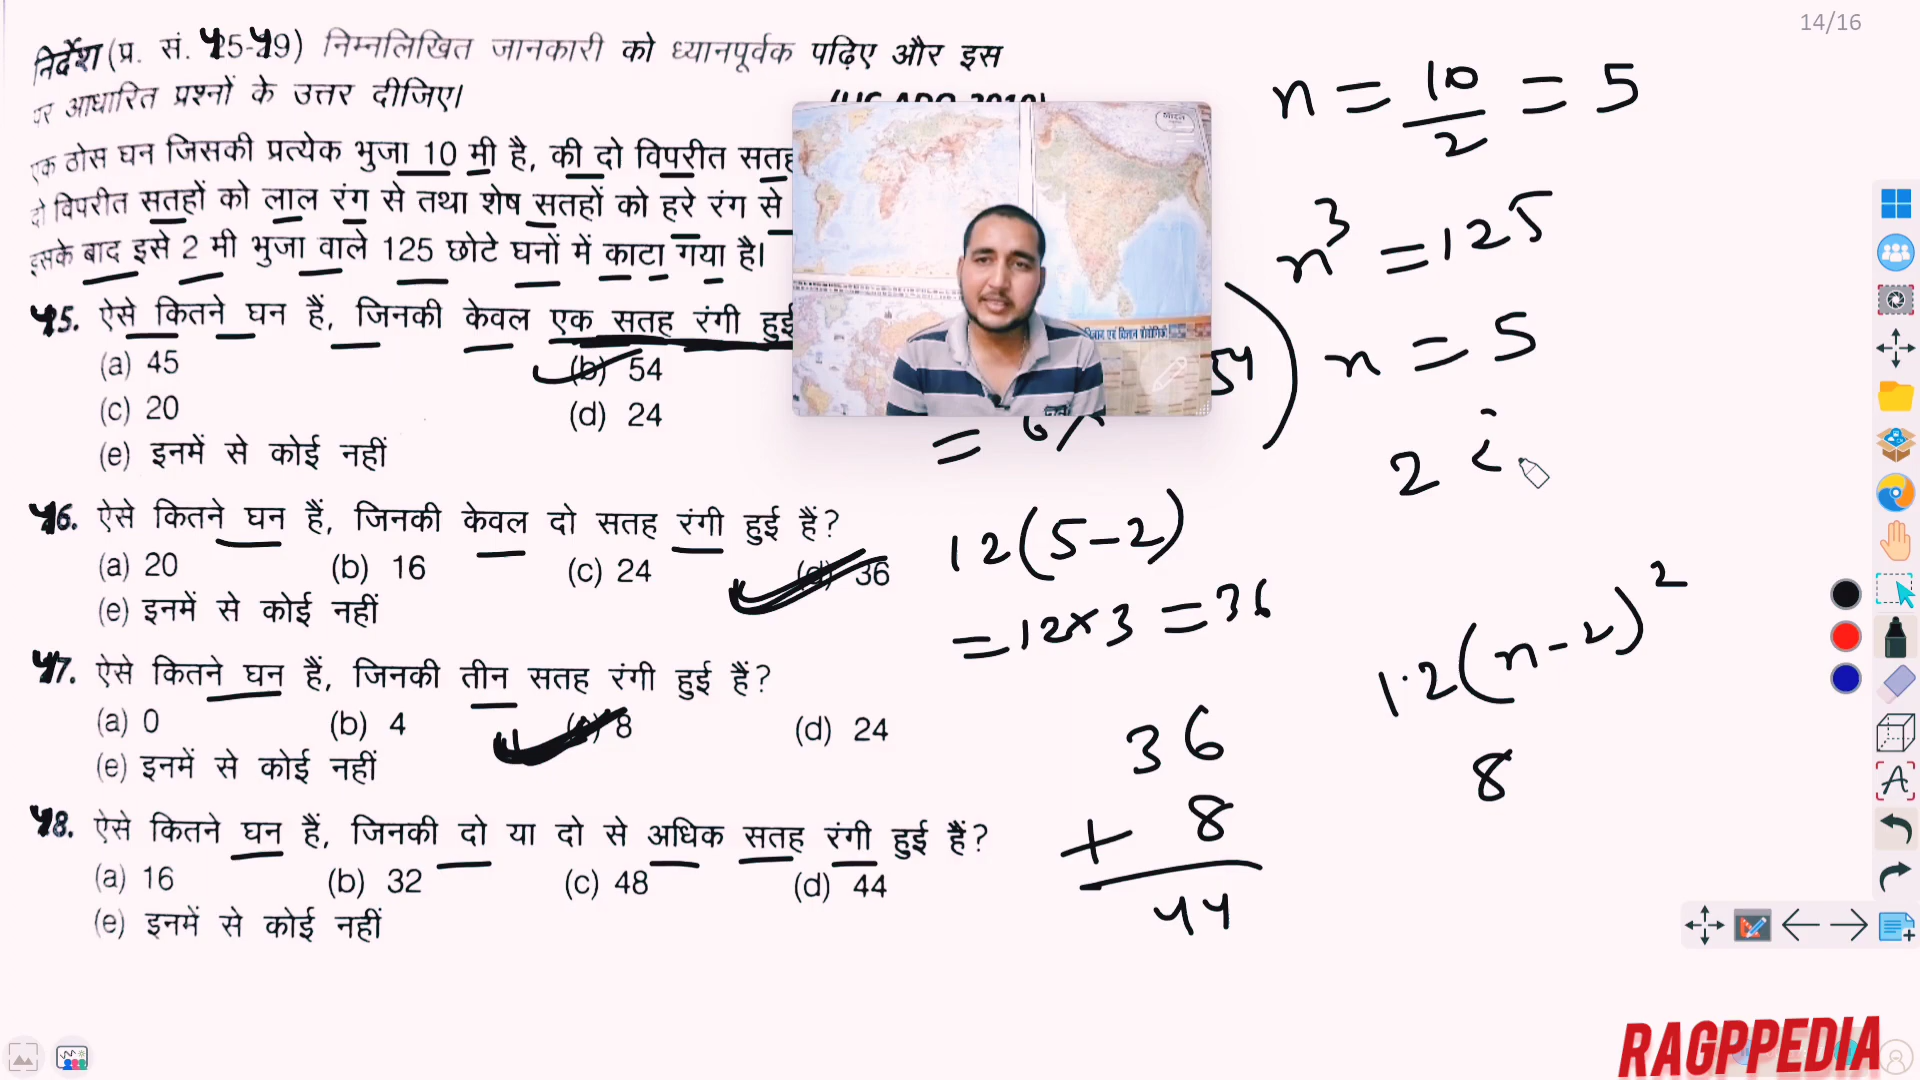 14/16
निर्देश (प्र. सं. 425-429) निम्नलिखित जानकारी को ध्यानपूर्वक पढ़िए और इस
पर आधारित प्रश्नों के उत्तर दीजिए।
एक ठोस घन जिसकी प्रत्येक भुजा 10 मी है, की दो विपरीत सतह
दो विपरीत सतहों को लाल रंग से तथा शेष सतहों को हरे रंग से
इसके बाद इसे 2 मी भुजा वाले 125 छोटे घनों में काटा गया है।
45. ऐसे कितने घन हैं, जिनकी केवल एक सतह रंगी हुई
(a) 45 (b) 54
(c) 20 (d) 24
(e) इनमें से कोई नहीं
46. ऐसे कितने घन हैं, जिनकी केवल दो सतह रंगी हुई हैं?
(a) 20 (b) 16 (c) 24 (d) 36
(e) इनमें से कोई नहीं
47. ऐसे कितने घन हैं, जिनकी तीन सतह रंगी हुई हैं?
(a) 0 (b) 4 (c) 8 (d) 24
(e) इनमें से कोई नहीं
48. ऐसे कितने घन हैं, जिनकी दो या दो से अधिक सतह रंगी हुई हैं?
(a) 16 (b) 32 (c) 48 (d) 44
(e) इनमें से कोई नहीं
n = 10/2 = 5
n³ = 125
54) n = 5
2
12(5-2)
= 12×3 = 36
36
+ 8
44
12(n-2)²
8
RAGPPEDIA